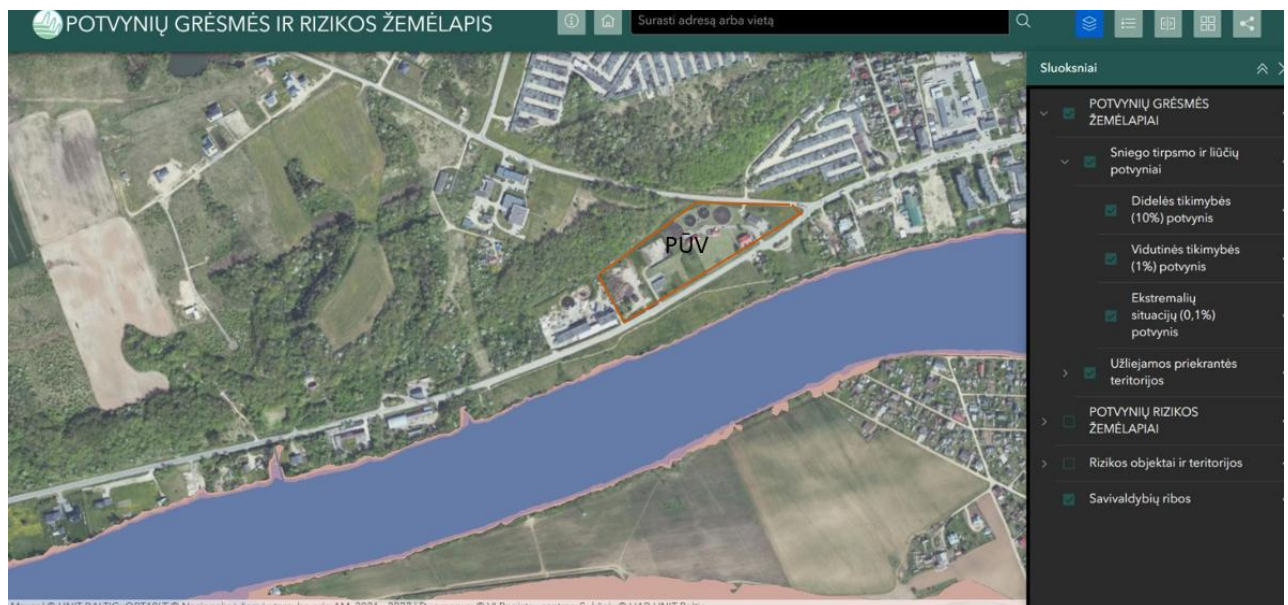 POTVYNIŲ GRĖSMĖS IR RIZIKOS ŽEMĖLAPIS
Surasti adresą arba vietą
Sluoksniai
POTVYNIŲ GRĖSMĖS
ŽEMĖLAPIAI
Sniego tirpsmo ir liūčių
potvyniai
Didelės tikimybės
(10%) potvynis
Vidutinės tikimybės
(1%) potvynis
Ekstremalių
situacijų (0,1%)
potvynis
Užliejamos priekrantės
teritorijos
POTVYNIŲ RIZIKOS
ŽEMĖLAPIAI
Rizikos objektai ir teritorijos
Savivaldybių ribos
PŪV